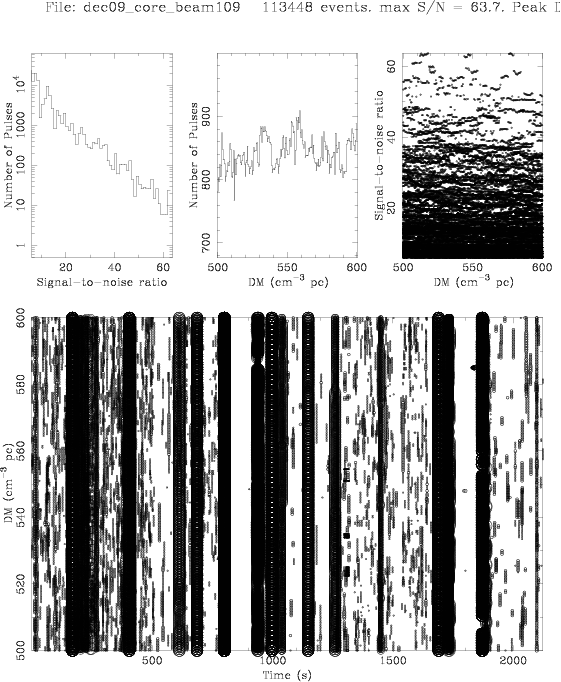 File: dec09_core_beam109 113448 events. max S/N = 63.7. Peak
Number of Pulses
10⁴
1000
100
10
1
20 40 60
Signal-to-noise ratio
Number of Pulses
900
800
700
500 550 600
DM (cm⁻³ pc)
Signal-to-noise ratio
60
40
20
500 550 600
DM (cm⁻³ pc)
DM (cm⁻³ pc)
600
580
560
540
520
500
500 1000 1500 2000
Time (s)